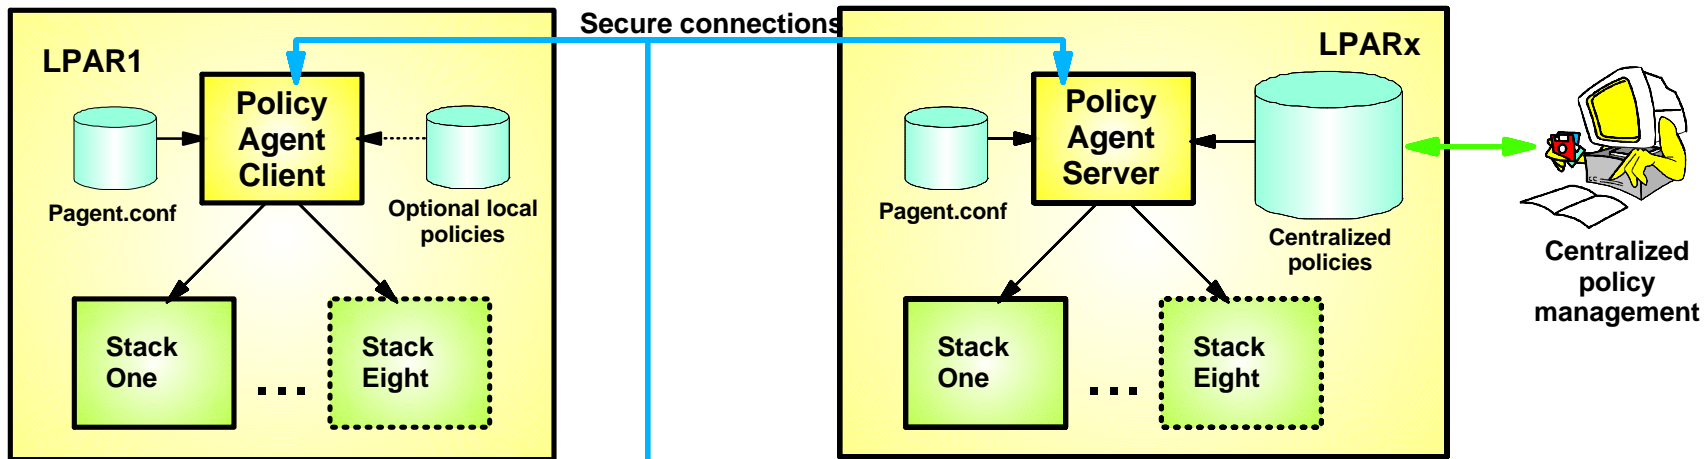 Secure connections
LPAR1
Policy
Agent
Client
Pagent.conf
Optional local
policies
Stack
One
...
Stack
Eight
LPARx
Policy
Agent
Server
Pagent.conf
Centralized
policies
Stack
One
...
Stack
Eight
Centralized
policy
management